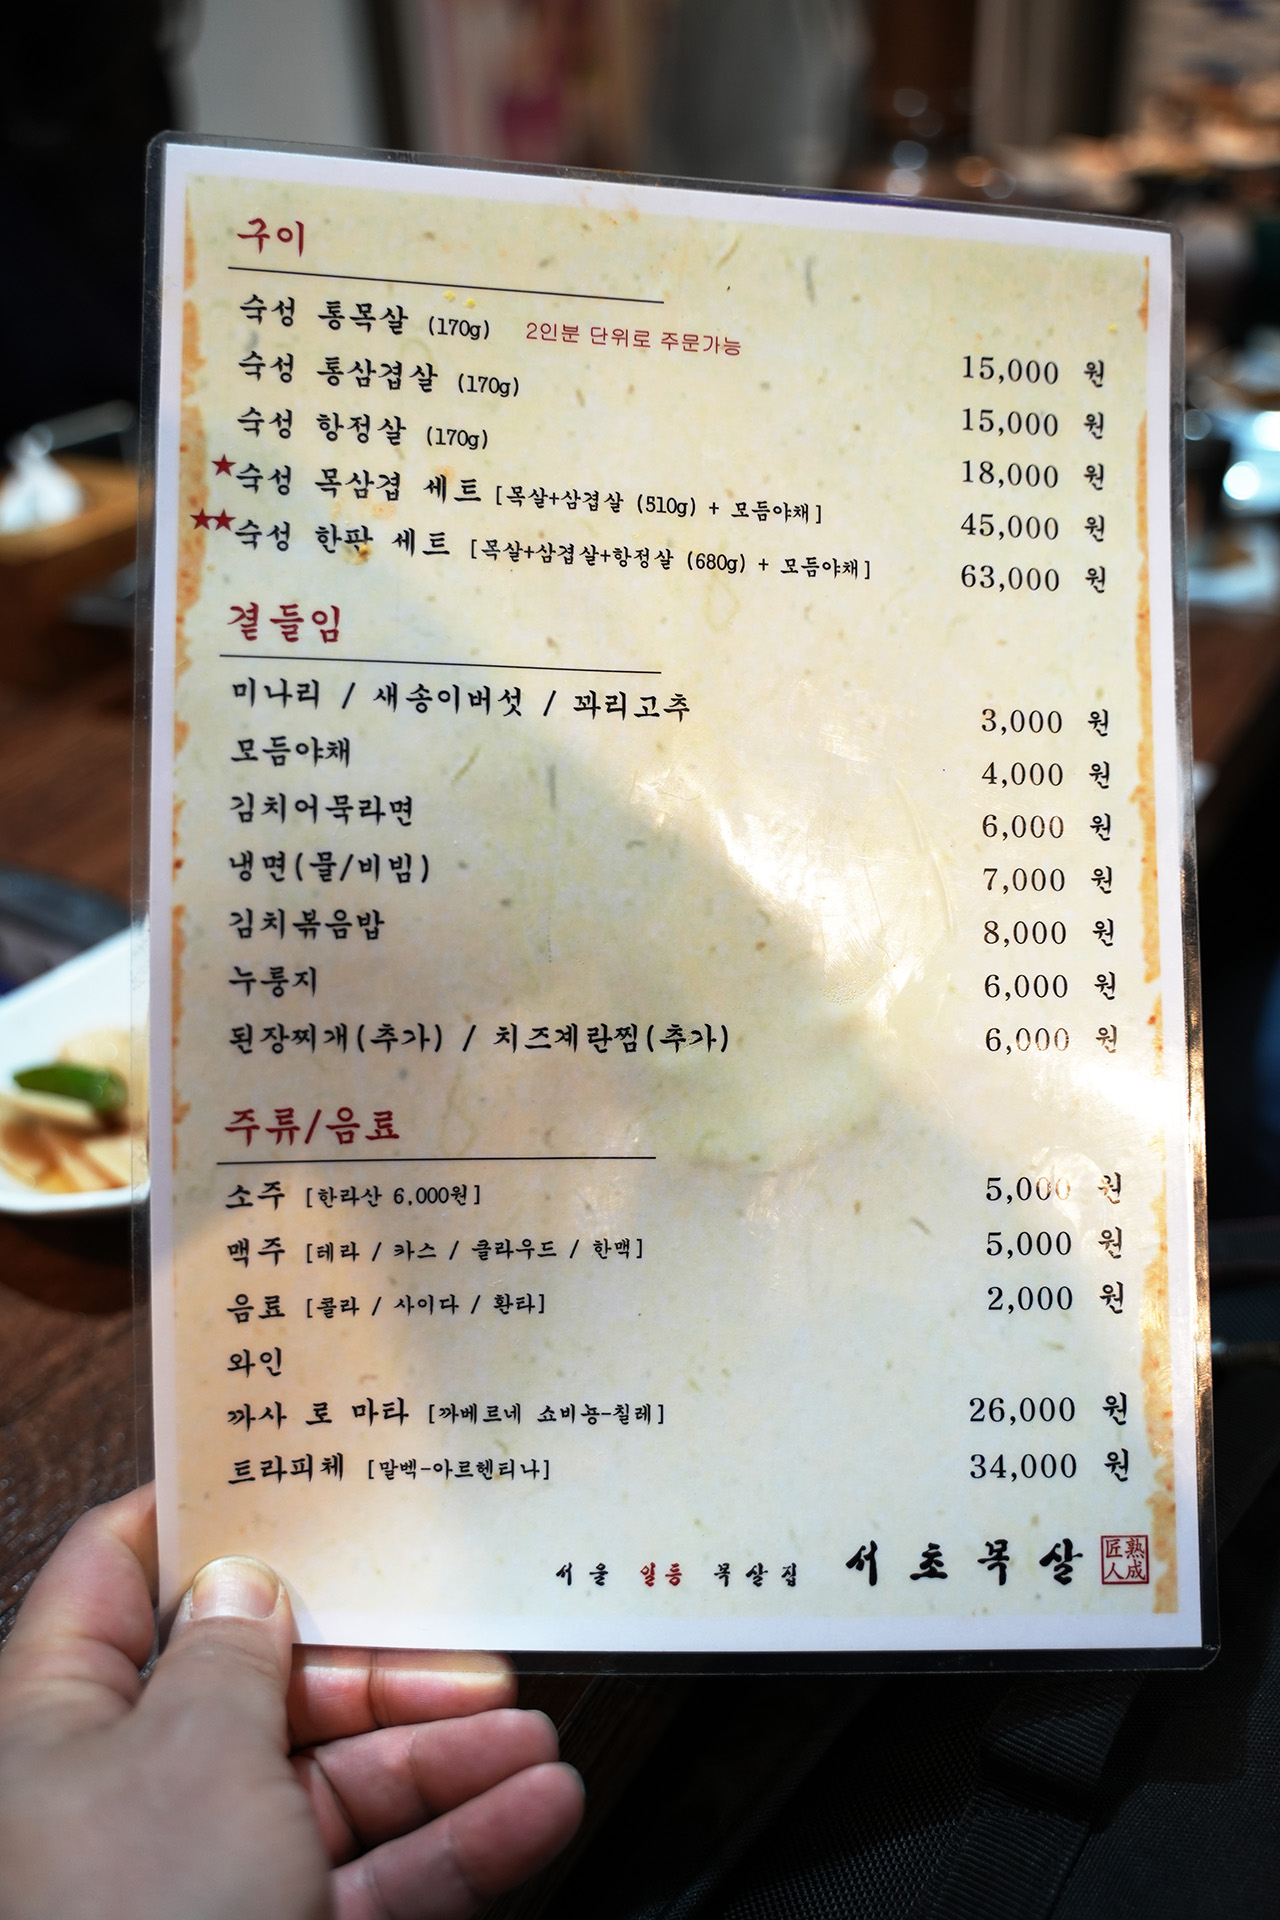 구이
숙성 통목살 (170g) 2인분 단위로 주문가능 15,000 원
숙성 통삼겹살 (170g) 15,000 원
숙성 항정살 (170g) 18,000 원
★숙성 목삼겹 세트 [목살+삼겹살 (510g) + 모듬야채] 45,000 원
★★숙성 한판 세트 [목살+삼겹살+항정살 (680g) + 모듬야채] 63,000 원
곁들임
미나리 / 새송이버섯 / 꽈리고추 3,000 원
모듬야채 4,000 원
김치어묵라면 6,000 원
냉면(물/비빔) 7,000 원
김치볶음밥 8,000 원
누룽지 6,000 원
된장찌개(추가) / 치즈계란찜(추가) 6,000 원
주류/음료
소주 [한라산 6,000원] 5,000 원
맥주 [테라 / 카스 / 클라우드 / 한맥] 5,000 원
음료 [콜라 / 사이다 / 환타] 2,000 원
와인
까사 로 마타 [까베르네 쇼비뇽-칠레] 26,000 원
트라피체 [말벡-아르헨티나] 34,000 원
서울 일등 목살집 서초목살 熟成匠人